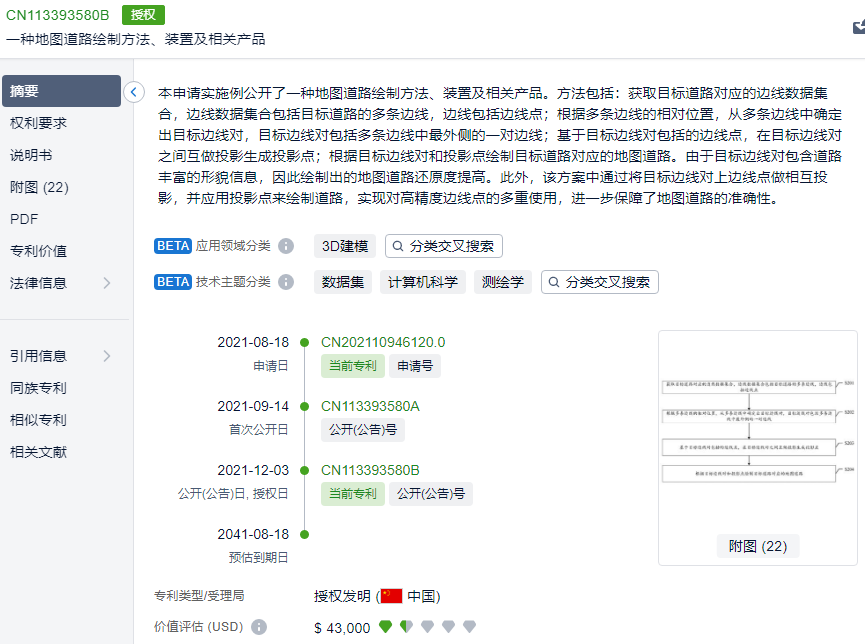 CN113393580B 授权
一种地图道路绘制方法、装置及相关产品
摘要
权利要求
说明书
附图 (22)
PDF
专利价值
法律信息
引用信息
同族专利
相似专利
相关文献
本申请实施例公开了一种地图道路绘制方法、装置及相关产品。方法包括：获取目标道路对应的边线数据集
合，边线数据集合包括目标道路的多条边线，边线包括边线点；根据多条边线的相对位置，从多条边线中确定
出目标边线对，目标边线对包括多条边线中最外侧的一对边线；基于目标边线对包括的边线点，在目标边线对
之间互做投影生成投影点；根据目标边线对和投影点绘制目标道路对应的地图道路。由于目标边线对包含道路
丰富的形貌信息，因此绘制出的地图道路还原度提高。此外，该方案中通过将目标边线对上边线点做相互投
影，并应用投影点来绘制道路，实现对高精度边线点的多重使用，进一步保障了地图道路的准确性。
BETA 应用领域分类 3D建模 分类交叉搜索
BETA 技术主题分类 数据集 计算机科学 测绘学 分类交叉搜索
2021-08-18 CN202110946120.0
申请日 当前专利 申请号
2021-09-14 CN113393580A
首次公开日 公开(公告)号
2021-12-03 CN113393580B
公开(公告)日, 授权日 当前专利 公开(公告)号
2041-08-18
预估到期日
附图 (22)
专利类型/受理局 授权发明 ( 中国)
价值评估 (USD) $ 43,000